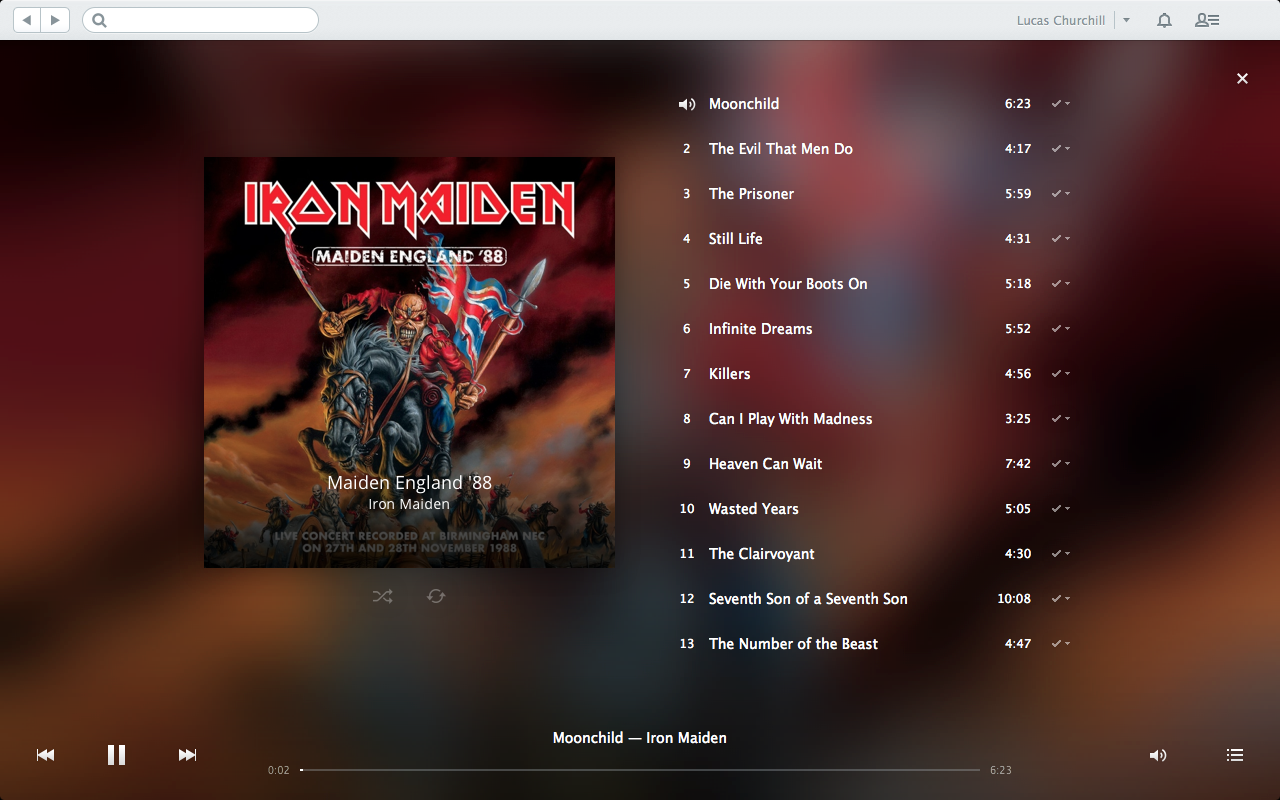 Lucas Churchill
IRON MAIDEN
MAIDEN ENGLAND '88
Maiden England '88
Iron Maiden
LIVE CONCERT RECORDED AT BIRMINGHAM NEC
ON 27TH AND 28TH NOVEMBER 1988
Moonchild 6:23
2 The Evil That Men Do 4:17
3 The Prisoner 5:59
4 Still Life 4:31
5 Die With Your Boots On 5:18
6 Infinite Dreams 5:52
7 Killers 4:56
8 Can I Play With Madness 3:25
9 Heaven Can Wait 7:42
10 Wasted Years 5:05
11 The Clairvoyant 4:30
12 Seventh Son of a Seventh Son 10:08
13 The Number of the Beast 4:47
Moonchild — Iron Maiden
0:02 6:23